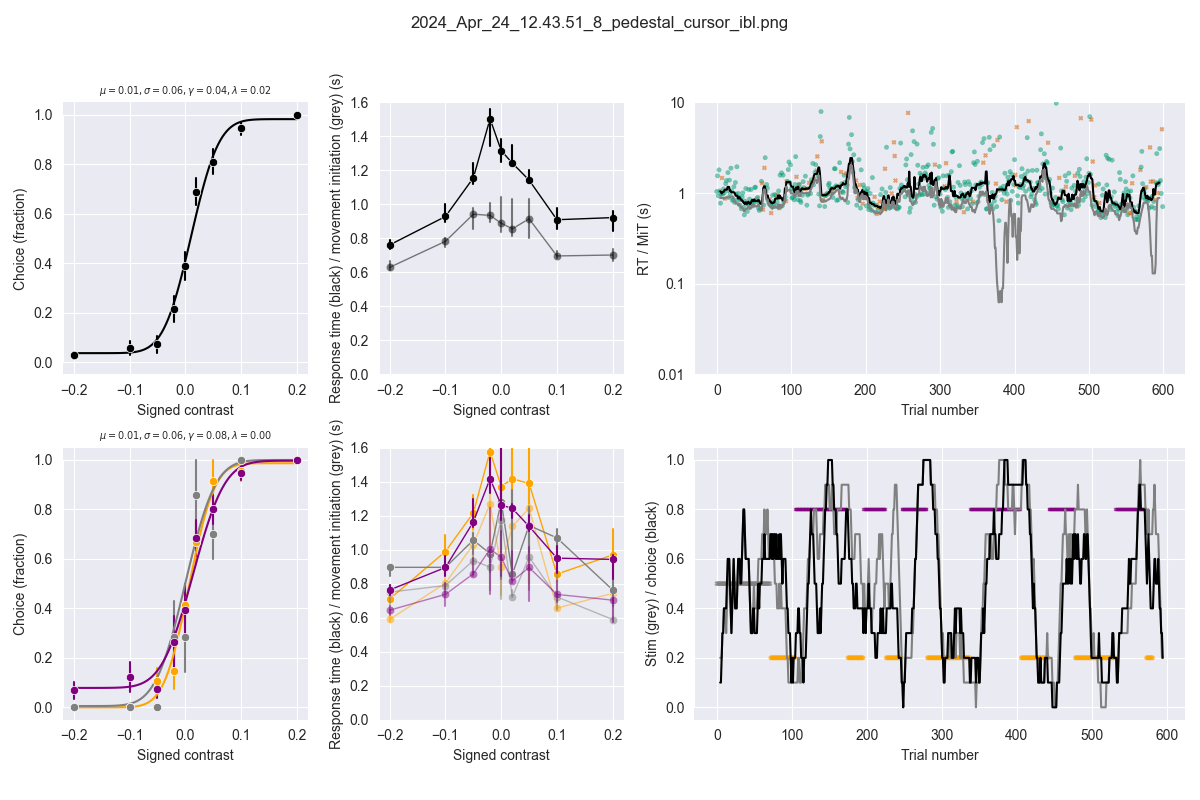 2024_Apr_24_12.43.51_8_pedestal_cursor_ibl.png
μ = 0.01, σ = 0.06, γ = 0.04, λ = 0.02
Choice (fraction)
1.0
0.8
0.6
0.4
0.2
0.0
−0.2 −0.1 0.0 0.1 0.2
Signed contrast
Response time (black) / movement initiation (grey) (s)
1.6
1.4
1.2
1.0
0.8
0.6
0.4
0.2
0.0
−0.2 −0.1 0.0 0.1 0.2
Signed contrast
RT / MiT (s)
10
1
0.1
0.01
0 100 200 300 400 500 600
Trial number
μ = 0.01, σ = 0.06, γ = 0.08, λ = 0.00
Choice (fraction)
1.0
0.8
0.6
0.4
0.2
0.0
−0.2 −0.1 0.0 0.1 0.2
Signed contrast
Response time (black) / movement initiation (grey) (s)
1.6
1.4
1.2
1.0
0.8
0.6
0.4
0.2
0.0
−0.2 −0.1 0.0 0.1 0.2
Signed contrast
Stim (grey) / choice (black)
1.0
0.8
0.6
0.4
0.2
0.0
0 100 200 300 400 500 600
Trial number